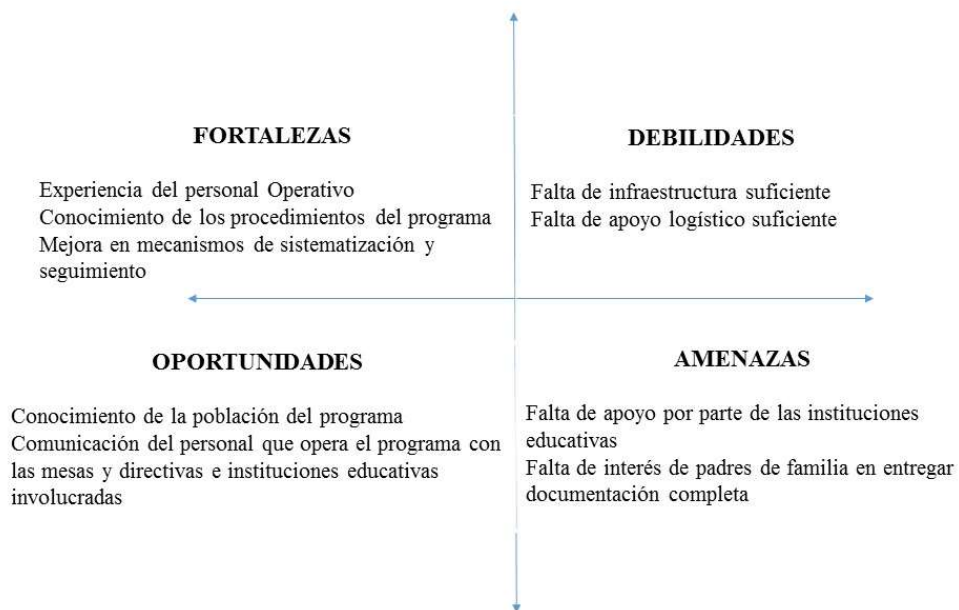 FORTALEZAS
Experiencia del personal Operativo
Conocimiento de los procedimientos del programa
Mejora en mecanismos de sistematización y
seguimiento
DEBILIDADES
Falta de infraestructura suficiente
Falta de apoyo logístico suficiente
OPORTUNIDADES
Conocimiento de la población del programa
Comunicación del personal que opera el programa con
las mesas y directivas e instituciones educativas
involucradas
AMENAZAS
Falta de apoyo por parte de las instituciones
educativas
Falta de interés de padres de familia en entregar
documentación completa